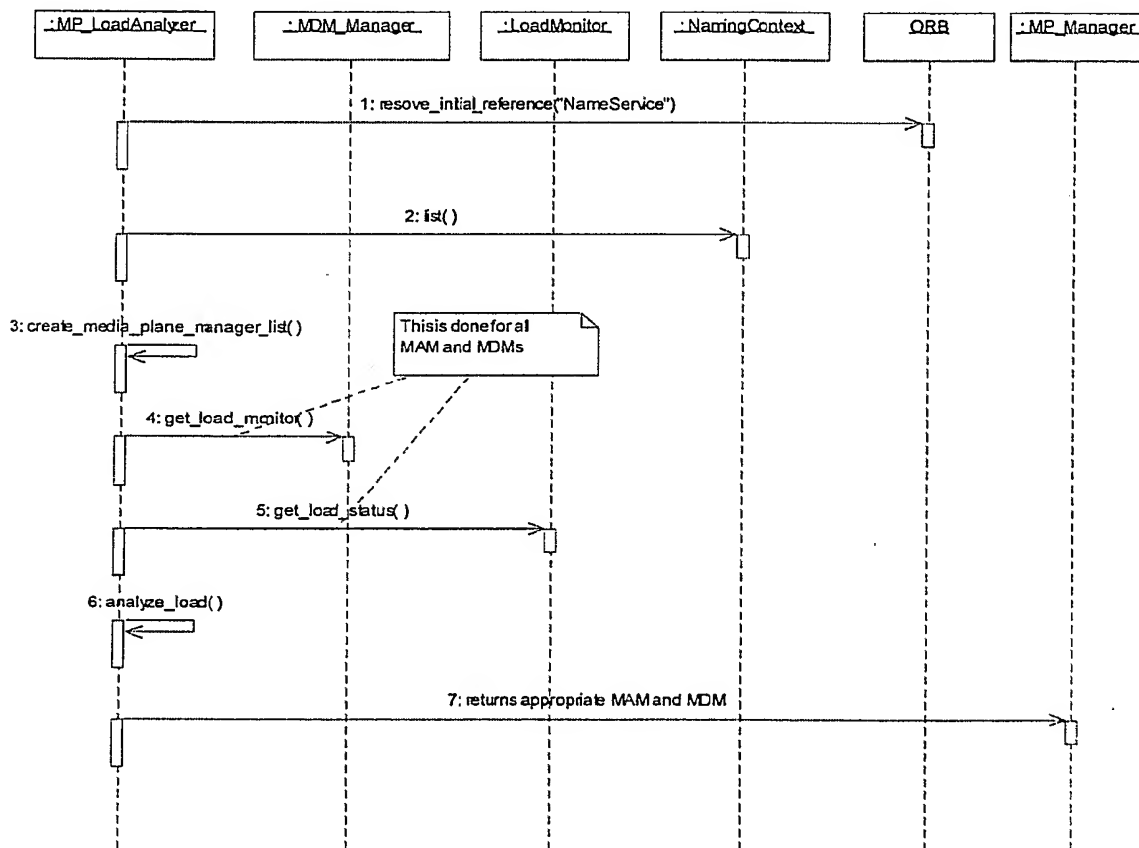 : MP_LoadAnalyzer
: MDM_Manager
: LoadMonitor
: NamingContext
ORB
: MP_Manager
1: resove_intial_reference("NameService")
2: list( )
3: create_media_plane_manager_list( )
This is done for all
MAM and MDMs
4: get_load_monitor( )
5: get_load_status( )
6: analyze_load( )
7: returns appropriate MAM and MDM